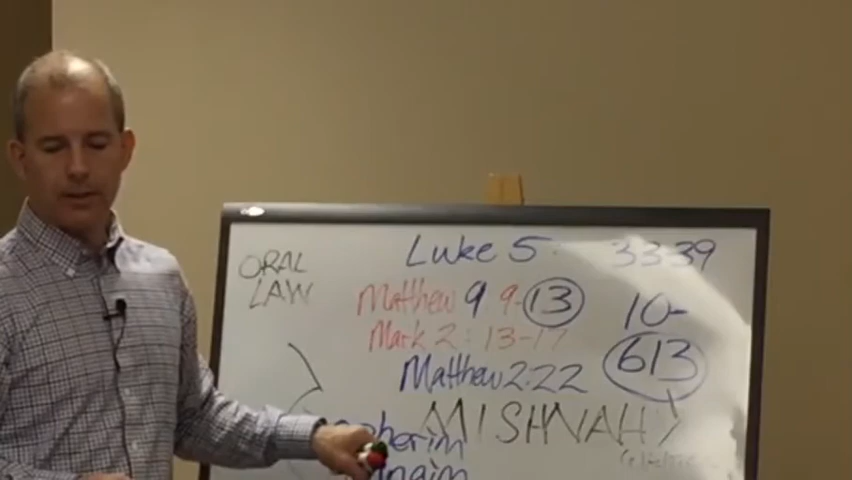 Luke 5: 33-39
ORAL
LAW
Matthew 9 9-13
10-
Mark 2: 13-17
613
Matthew 2:22
MISHNAH